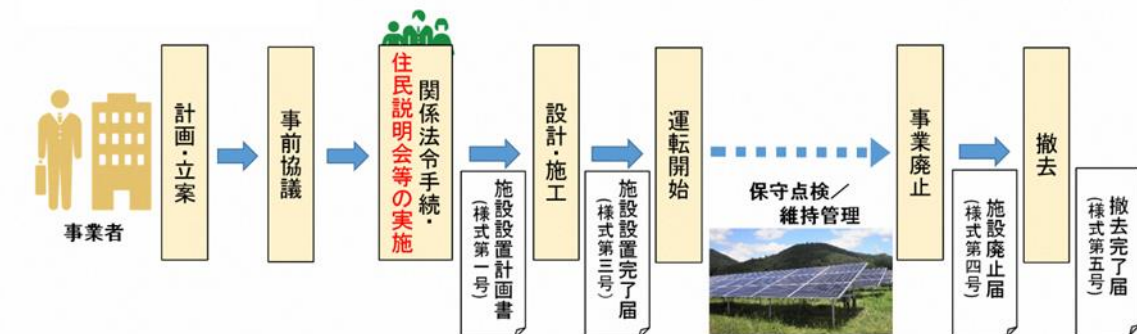 事業者
計画・立案
事前協議
関係法令手続・
住民説明会等の実施
施設設置計画書
(様式第一号)
設計・施工
施設設置完了届
(様式第三号)
運転開始
保守点検／
維持管理
事業廃止
施設廃止届
(様式第四号)
撤去
撤去完了届
(様式第五号)